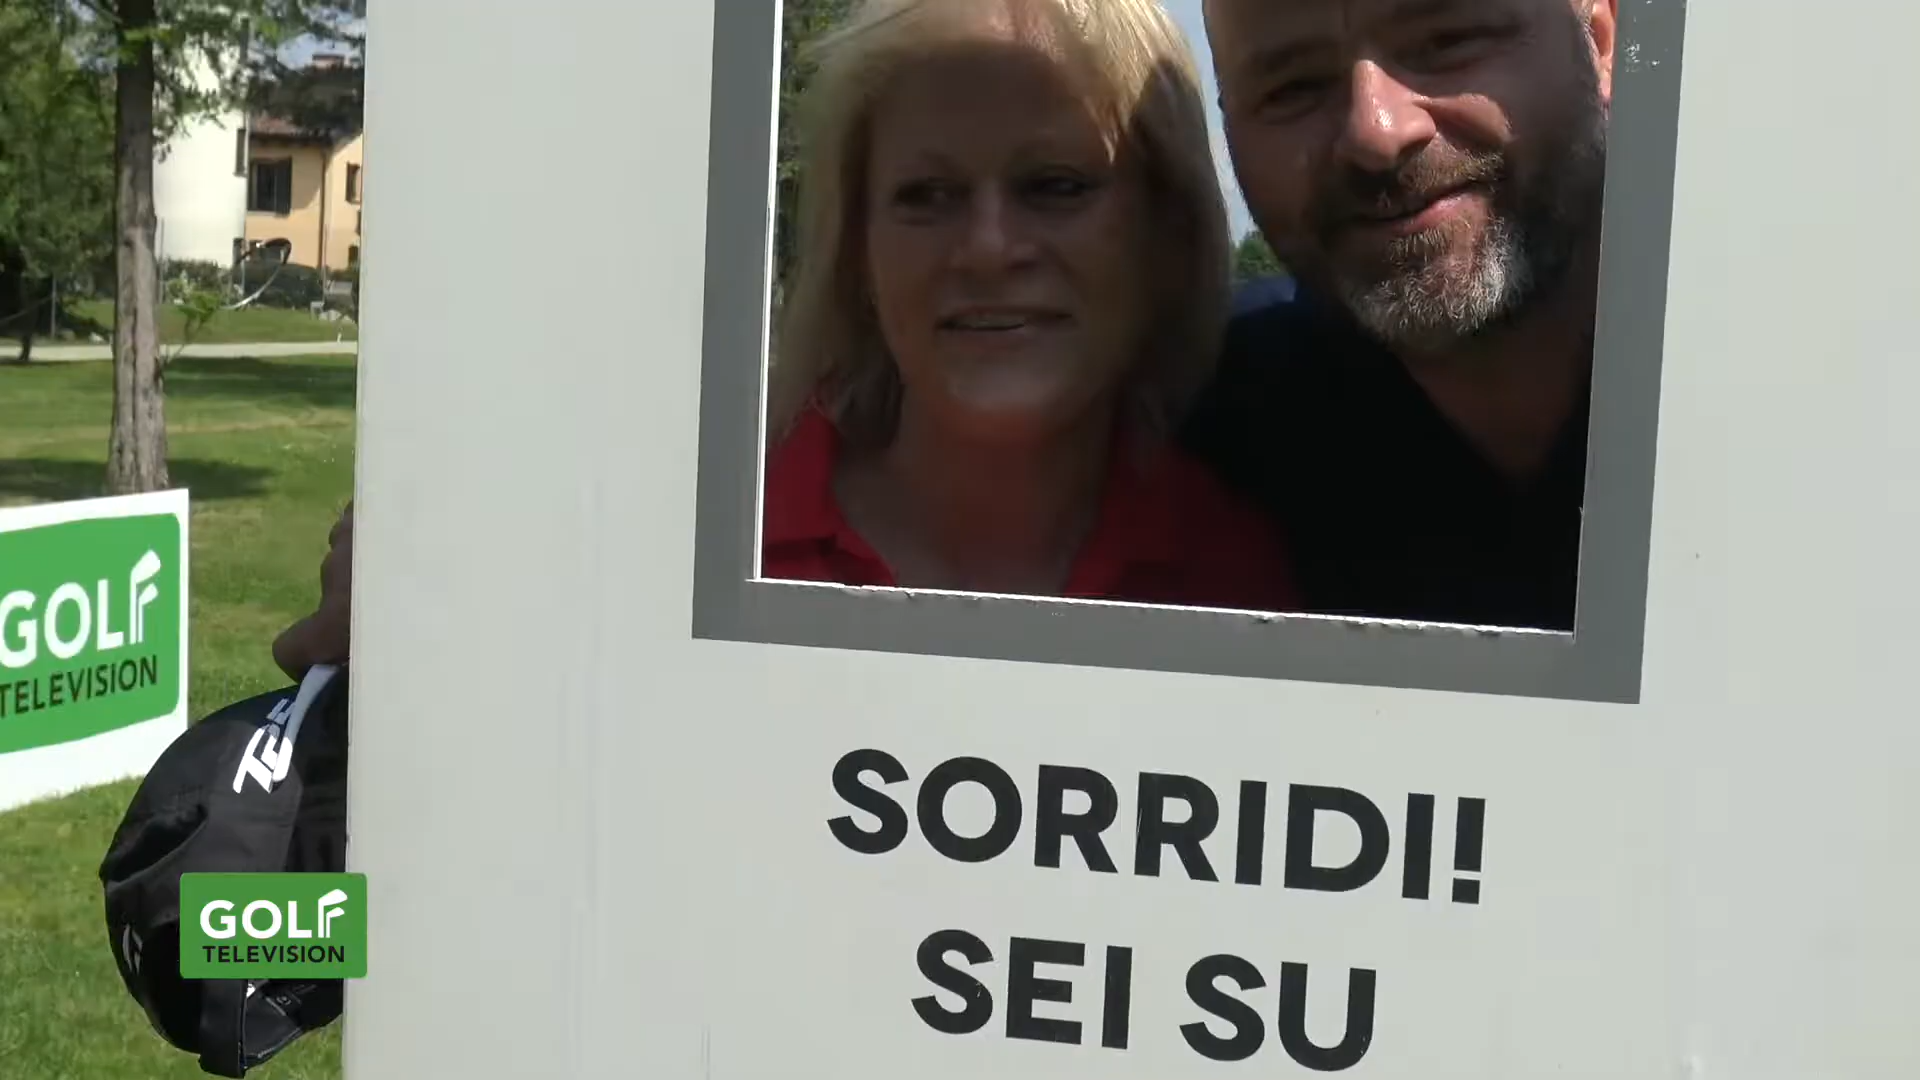 GOLF
TELEVISION
SORRIDI!
SEI SU
GOLF
TELEVISION